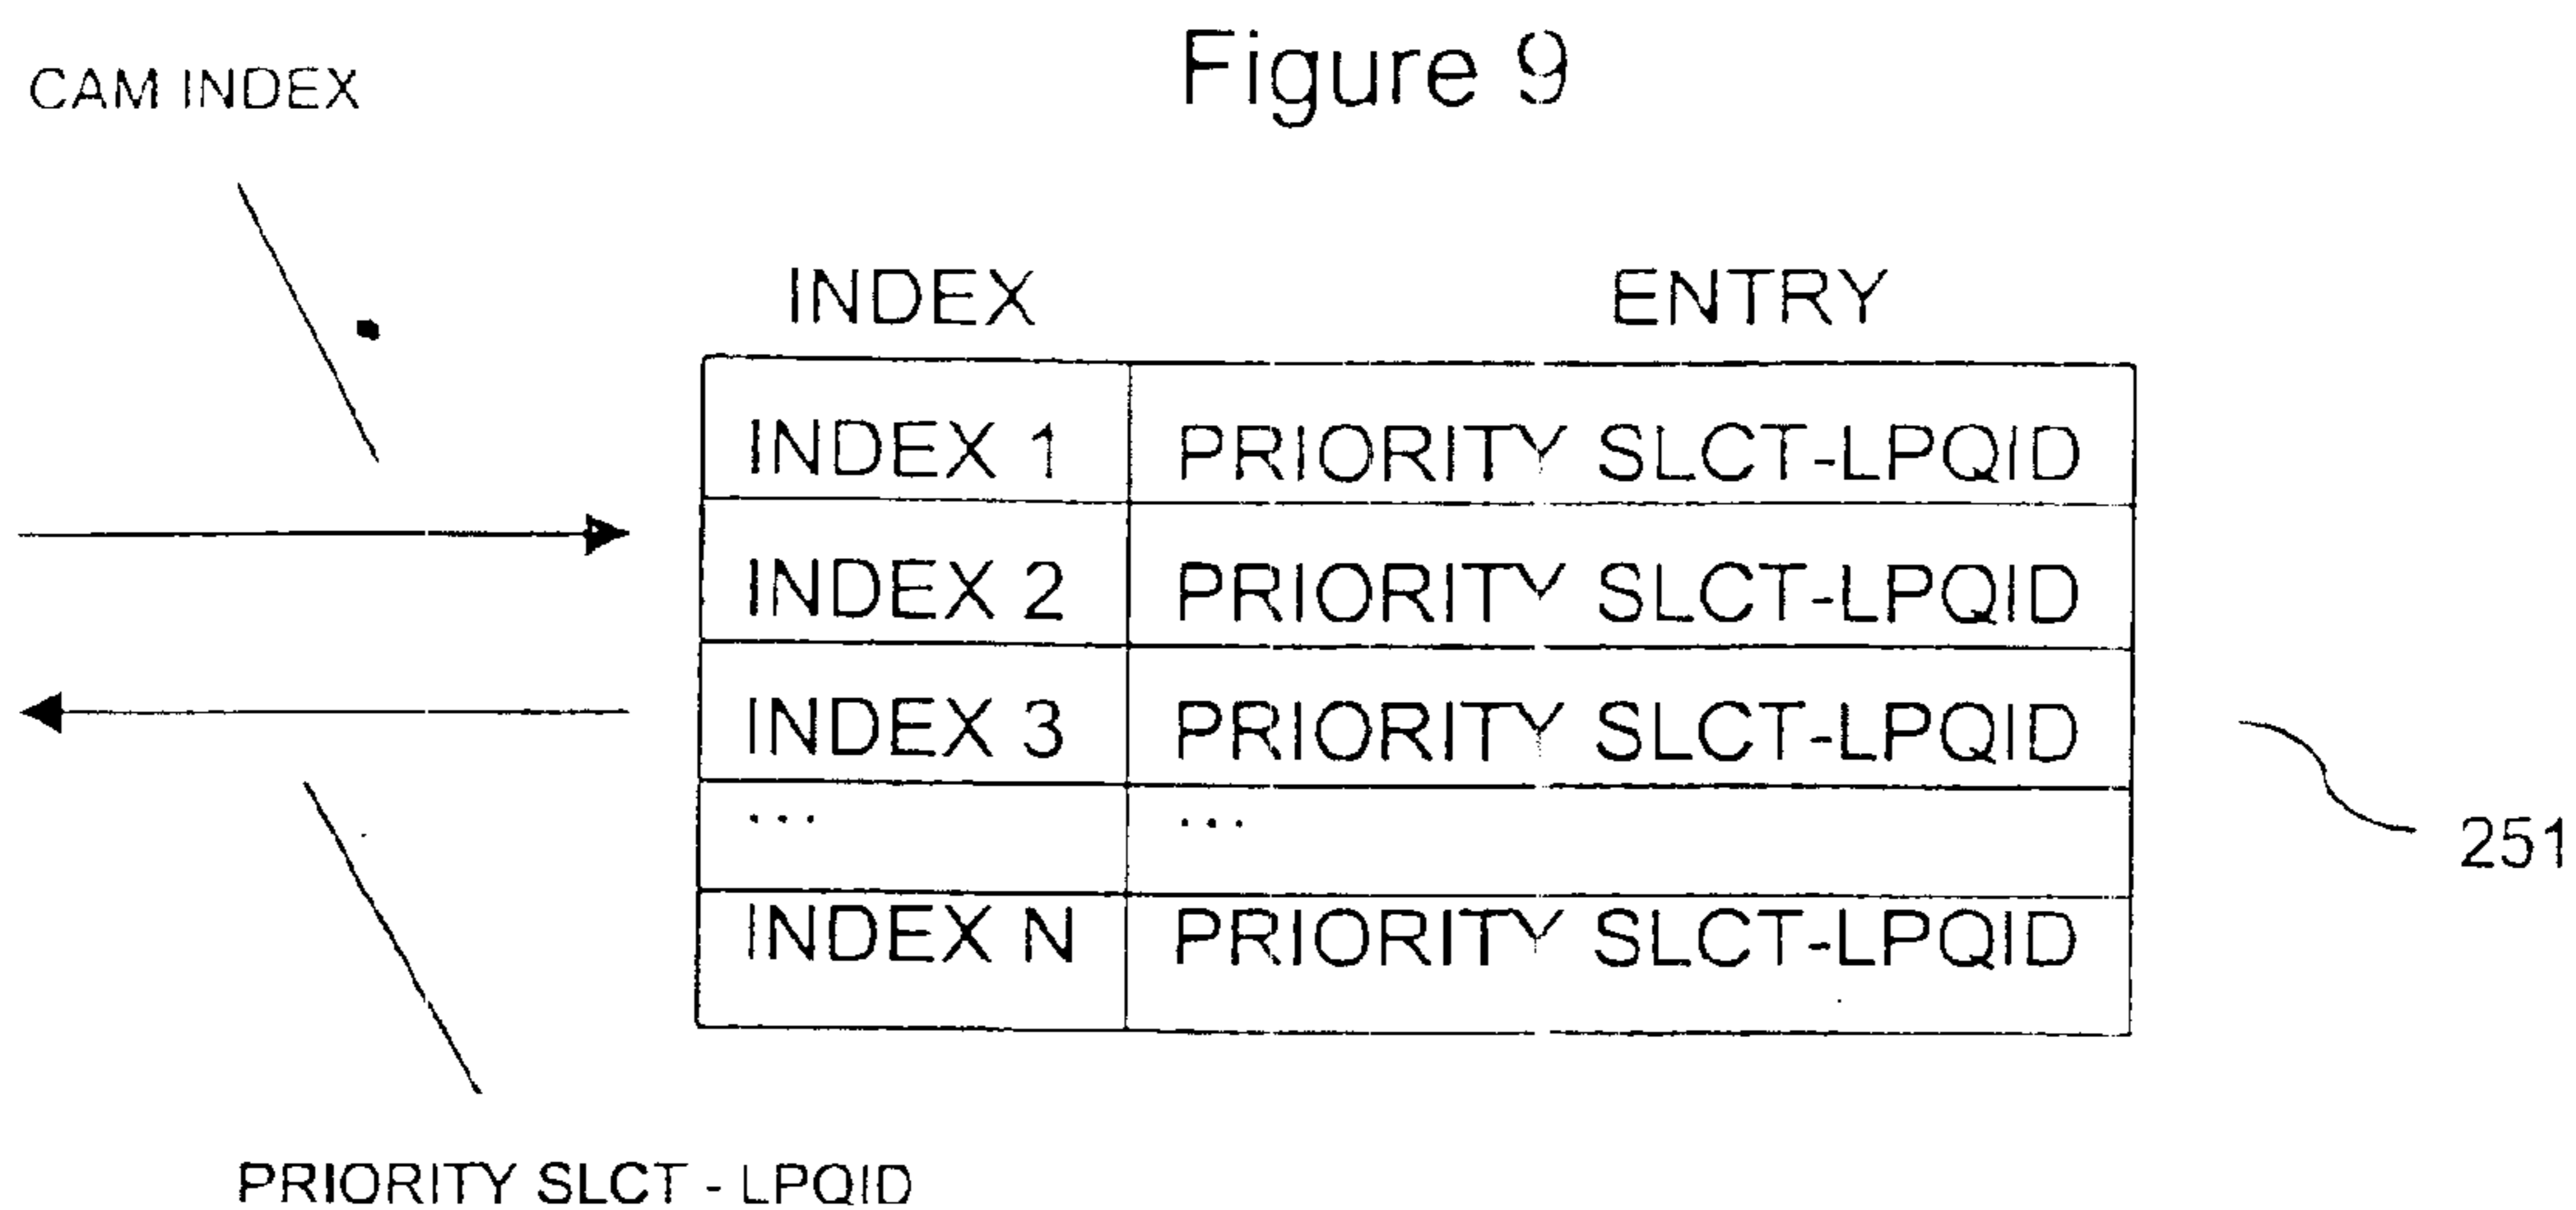 Figure 9
CAM INDEX
INDEX ENTRY
INDEX 1 PRIORITY SLCT-LPQID
INDEX 2 PRIORITY SLCT-LPQID
INDEX 3 PRIORITY SLCT-LPQID
... ...
INDEX N PRIORITY SLCT-LPQID
251
PRIORITY SLCT - LPQID